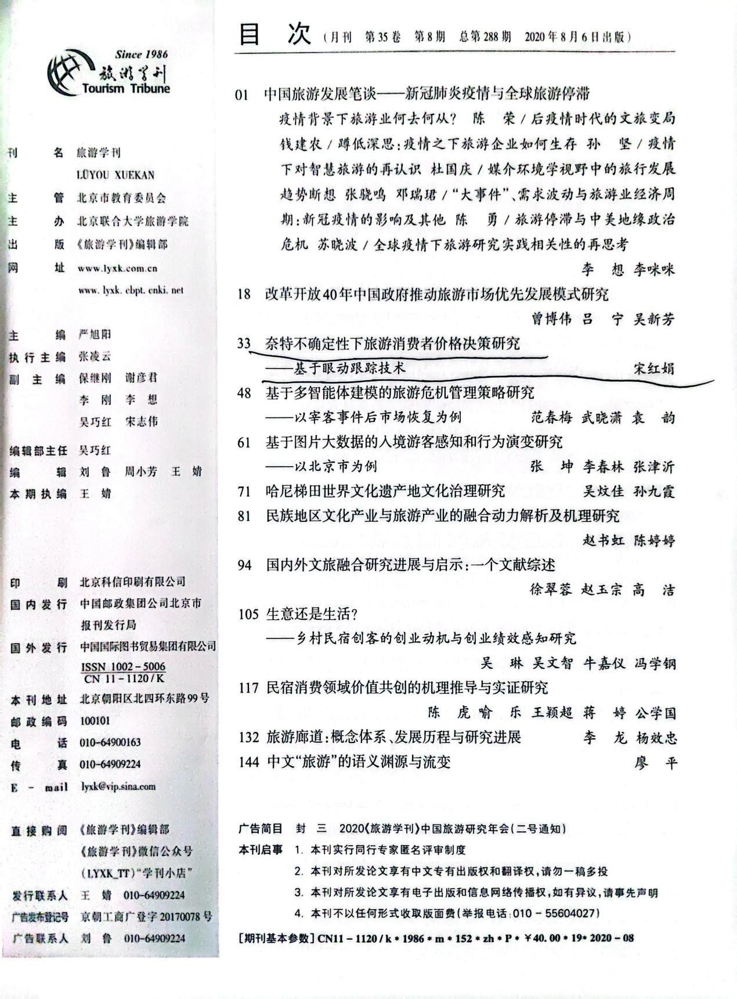 Since 1986
旅游学刊
Tourism Tribune
刊 名 旅游学刊
LÜYOU XUEKAN
主 管 北京市教育委员会
主 办 北京联合大学旅游学院
出 版 《旅游学刊》编辑部
网 址 www.lyxk.com.cn
www.lyxk.cbpt.cnki.net
主 编 严旭阳
执行主编 张凌云
副主编 保继刚 谢彦君
李 刚 李 想
吴巧红 宋志伟
编辑部主任 吴巧红
编 辑 刘 鲁 周小芳 王 婧
本期执编 王 婧
印 刷 北京科信印刷有限公司
国内发行 中国邮政集团公司北京市
报刊发行局
国外发行 中国国际图书贸易集团有限公司
ISSN 1002-5006
CN 11-1120/K
本刊地址 北京朝阳区北四环东路99号
邮政编码 100101
电 话 010-64900163
传 真 010-64909224
E-mail lyxk@vip.sina.com
直接购阅 《旅游学刊》编辑部
《旅游学刊》微信公众号
(LYXK_TT)“学刊小店”
发行联系人 王 婧 010-64909224
广告发布登记号 京朝工商广登字20170078号
广告联系人 刘 鲁 010-64909224
目 次 (月刊 第35卷 第8期 总第288期 2020年8月6日出版)
01 中国旅游发展笔谈——新冠肺炎疫情与全球旅游停滞
疫情背景下旅游业何去何从? 陈 荣/后疫情时代的文旅变局
钱建农/蹲低深思:疫情之下旅游企业如何生存 孙 坚/疫情
下对智慧旅游的再认识 杜国庆/媒介环境学视野中的旅行发展
趋势断想 张骁鸣 邓瑞珺/“大事件”、需求波动与旅游业经济周
期:新冠疫情的影响及其他 陈 勇/旅游停滞与中美地缘政治
危机 苏晓波/全球疫情下旅游研究实践相关性的再思考
李 想 李咪咪
18 改革开放40年中国政府推动旅游市场优先发展模式研究
曾博伟 吕 宁 吴新芳
33 奈特不确定性下旅游消费者价格决策研究
——基于眼动跟踪技术 宋红娟
48 基于多智能体建模的旅游危机管理策略研究
——以宰客事件后市场恢复为例 范春梅 武晓潇 袁 韵
61 基于图片大数据的入境游客感知和行为演变研究
——以北京市为例 张 坤 李春林 张津沂
71 哈尼梯田世界文化遗产地文化治理研究 吴炆佳 孙九霞
81 民族地区文化产业与旅游产业的融合动力解析及机理研究
赵书虹 陈婷婷
94 国内外文旅融合研究进展与启示:一个文献综述
徐翠蓉 赵玉宗 高 洁
105 生意还是生活?
——乡村民宿创客的创业动机与创业绩效感知研究
吴 琳 吴文智 牛嘉仪 冯学钢
117 民宿消费领域价值共创的机理推导与实证研究
陈 虎 喻 乐 王颖超 蒋 婷 公学国
132 旅游廊道:概念体系、发展历程与研究进展 李 龙 杨效忠
144 中文“旅游”的语义渊源与流变 廖 平
广告简目 封 三 2020《旅游学刊》中国旅游研究年会(二号通知)
本刊启事 1. 本刊实行同行专家匿名评审制度
2. 本刊对所发论文享有中文专有出版权和翻译权,请勿一稿多投
3. 本刊对所发论文享有电子出版和信息网络传播权,如有异议,请事先声明
4. 本刊不以任何形式收取版面费(举报电话:010-55604027)
[期刊基本参数]CN11-1120/k*1986*m*152*zh*P*￥40.00*19*2020-08